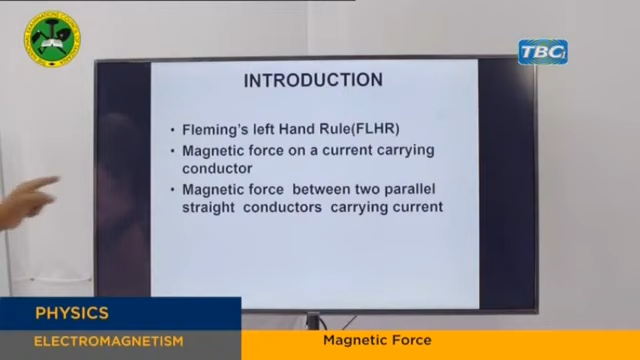 TBC1
INTRODUCTION
• Fleming's left Hand Rule(FLHR)
• Magnetic force on a current carrying
conductor
• Magnetic force between two parallel
straight conductors carrying current
PHYSICS
ELECTROMAGNETISM
Magnetic Force